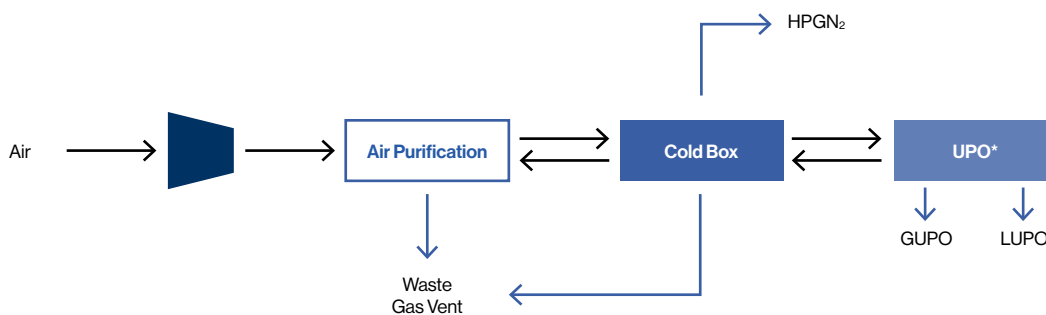 HPGN₂
Air
Air Purification
Cold Box
UPO*
GUPO
LUPO
Waste
Gas Vent